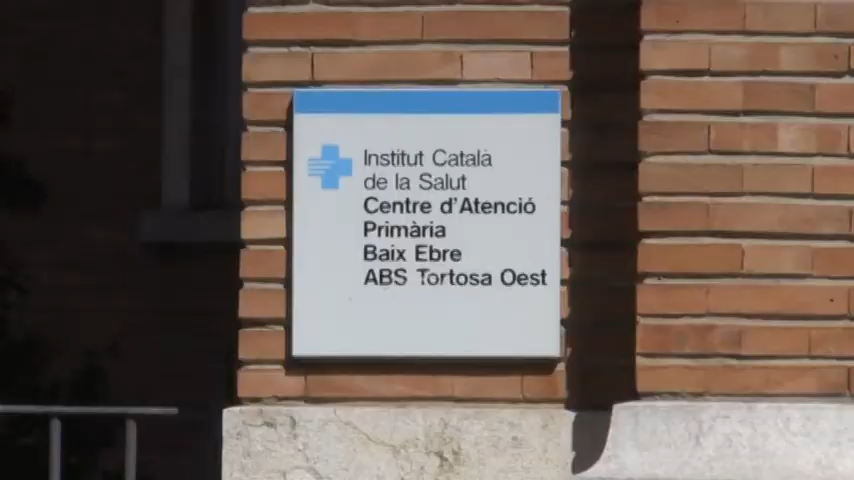 Institut Català
de la Salut
Centre d'Atenció
Primària
Baix Ebre
ABS Tortosa Oest